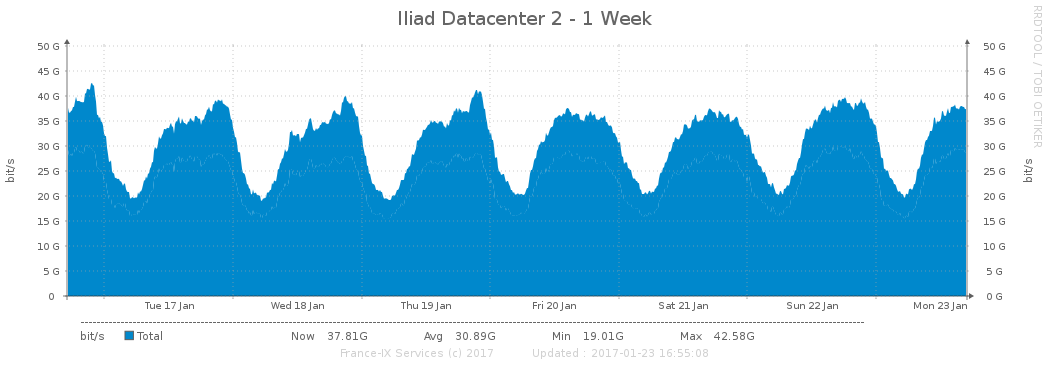 Iliad Datacenter 2 - 1 Week
RRDTOOL / TOBI OETIKER
50 G 50 G
45 G 45 G
40 G 40 G
35 G 35 G
30 G 30 G
25 G 25 G
20 G 20 G
15 G 15 G
10 G 10 G
5 G 5 G
0 0 G
bit/s bit/s
Tue 17 Jan Wed 18 Jan Thu 19 Jan Fri 20 Jan Sat 21 Jan Sun 22 Jan Mon 23 Jan
bit/s Total Now 37.81G Avg 30.89G Min 19.01G Max 42.58G
France-IX Services (c) 2017 Updated : 2017-01-23 16:55:08